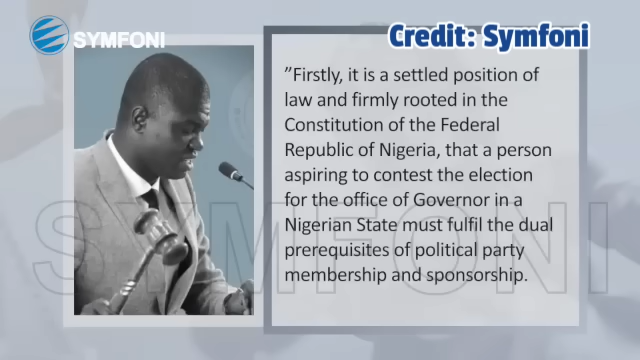 SYMFONI
Credit: Symfoni
”Firstly, it is a settled position of
law and firmly rooted in the
Constitution of the Federal
Republic of Nigeria, that a person
aspiring to contest the election
for the office of Governor in a
Nigerian State must fulfil the dual
prerequisites of political party
membership and sponsorship.
SYMFONI